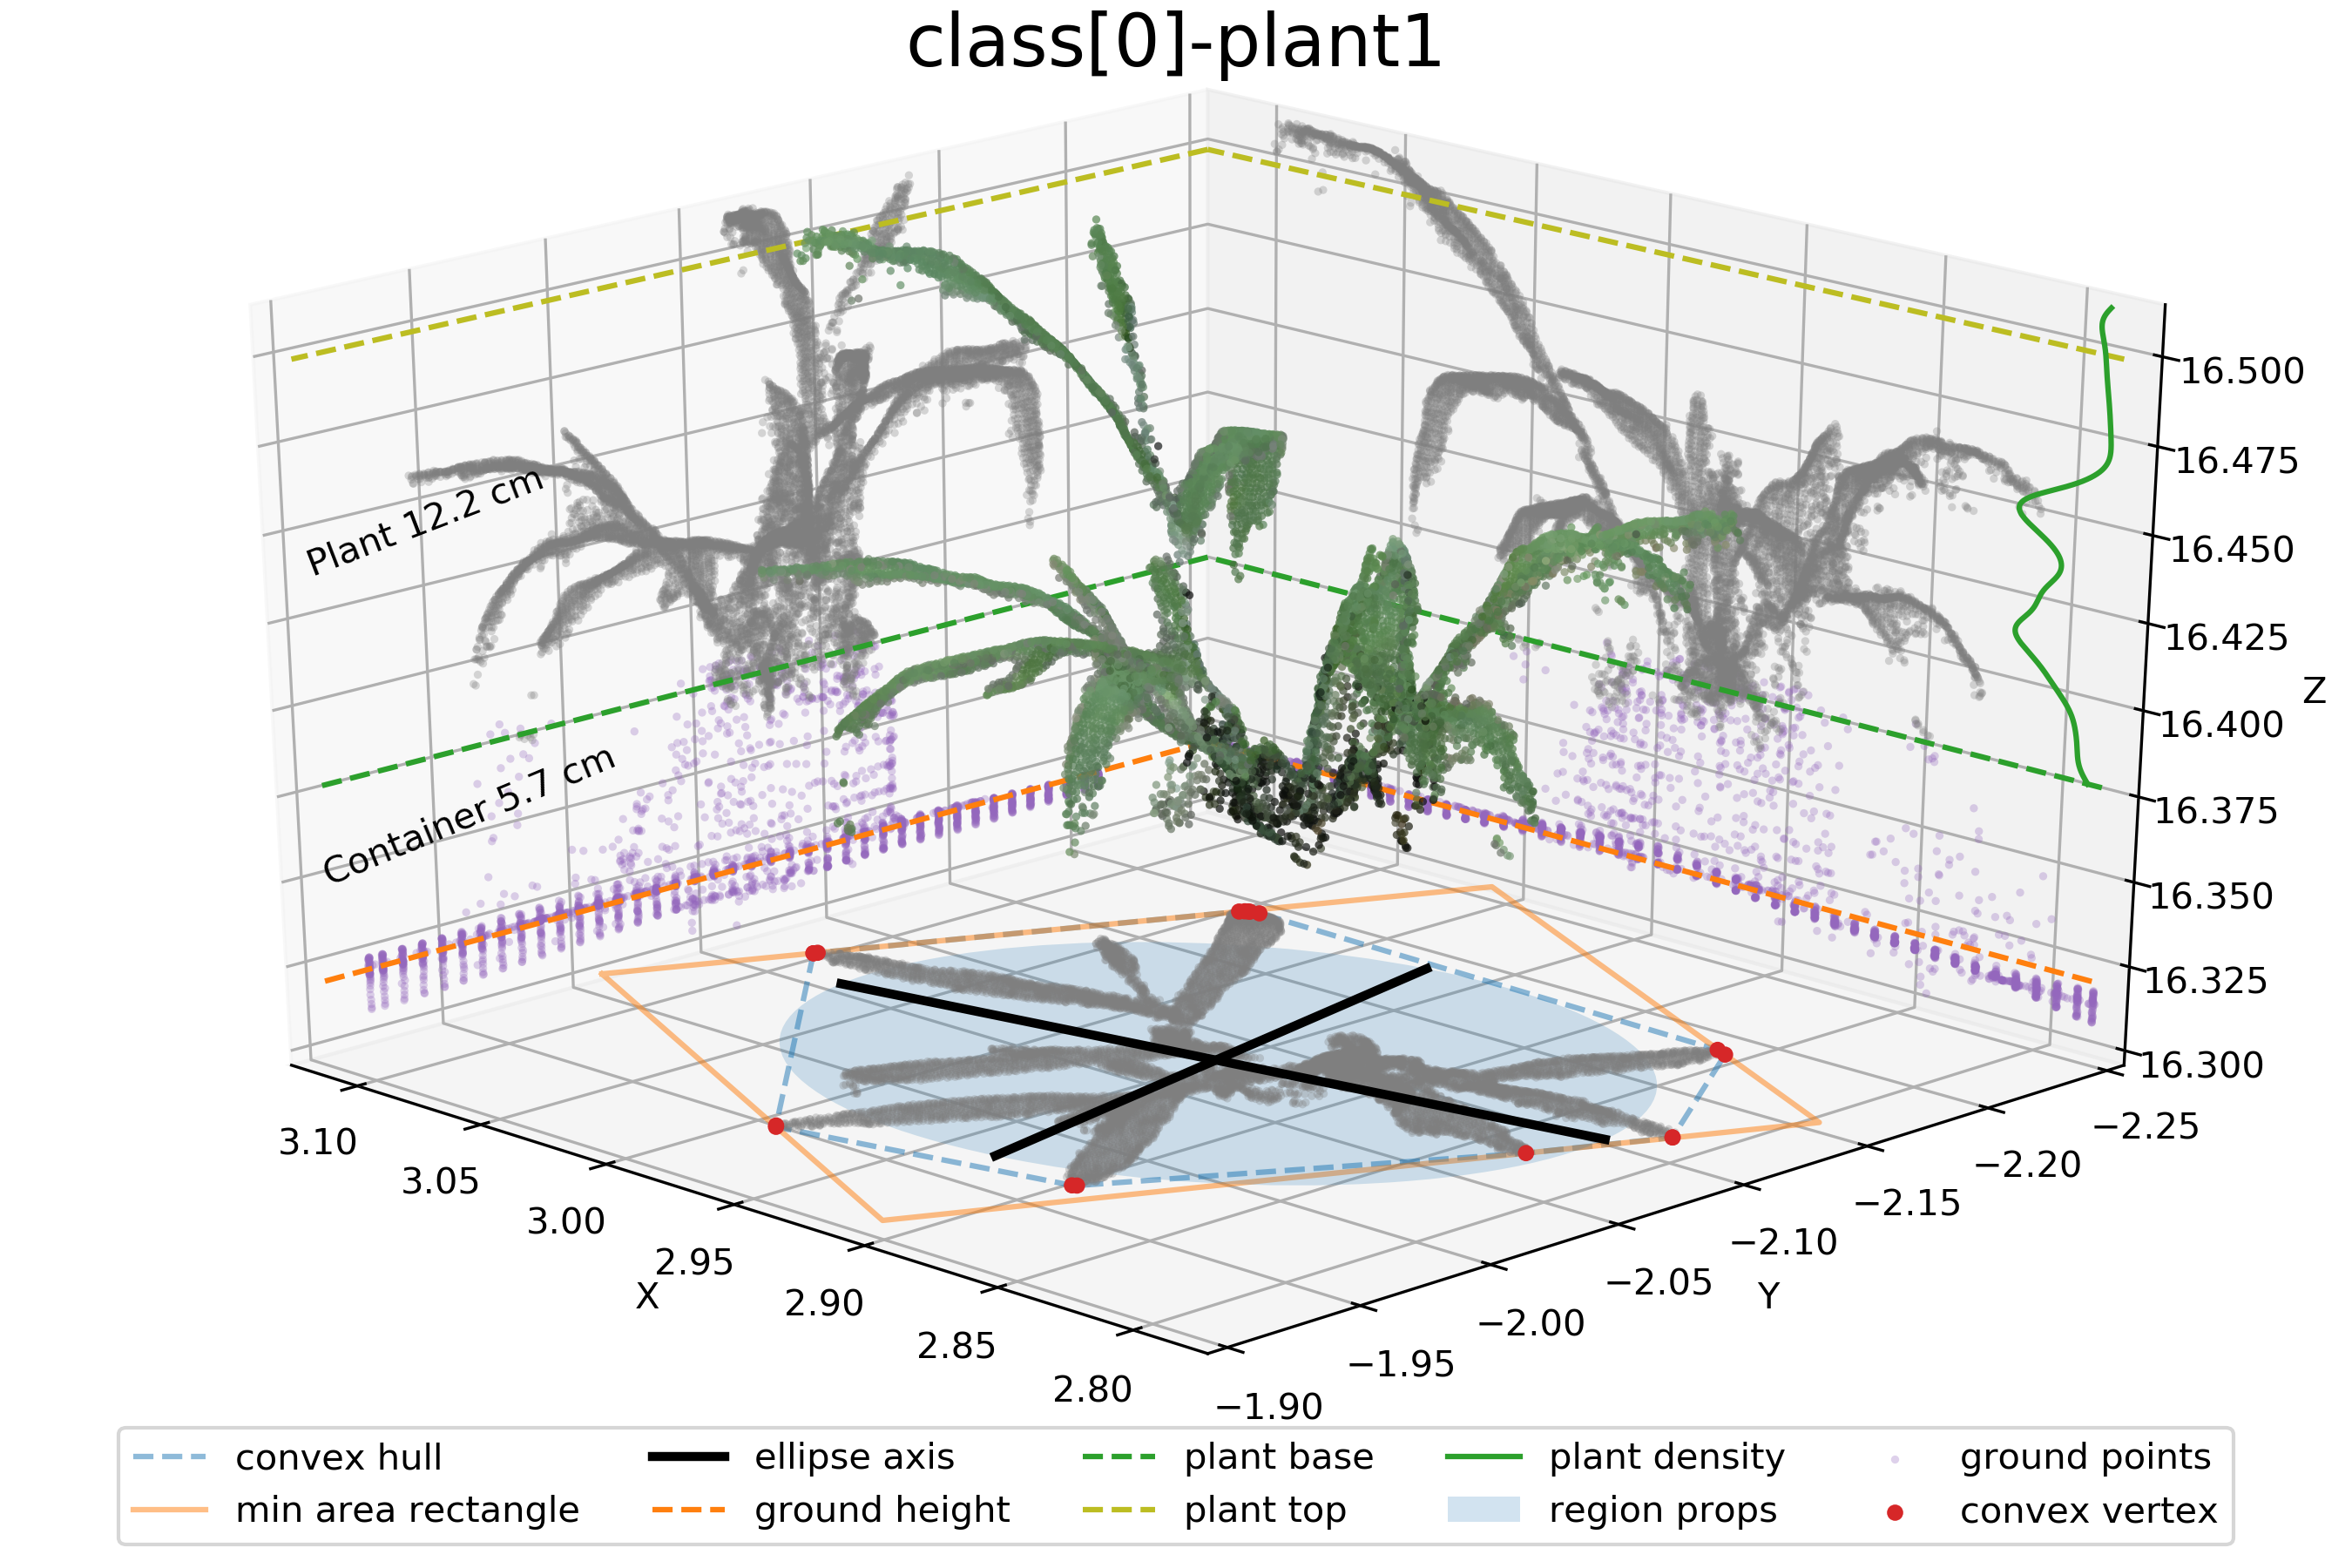 class[0]-plant1
Plant 12.2 cm
Container 5.7 cm
16.500
16.475
16.450
16.425
16.400
16.375
16.350
16.325
16.300
Z
3.10
3.05
3.00
2.95
2.90
2.85
2.80
X
−2.25
−2.20
−2.15
−2.10
−2.05
−2.00
−1.95
−1.90
Y
convex hull
min area rectangle
ellipse axis
ground height
plant base
plant top
plant density
region props
ground points
convex vertex